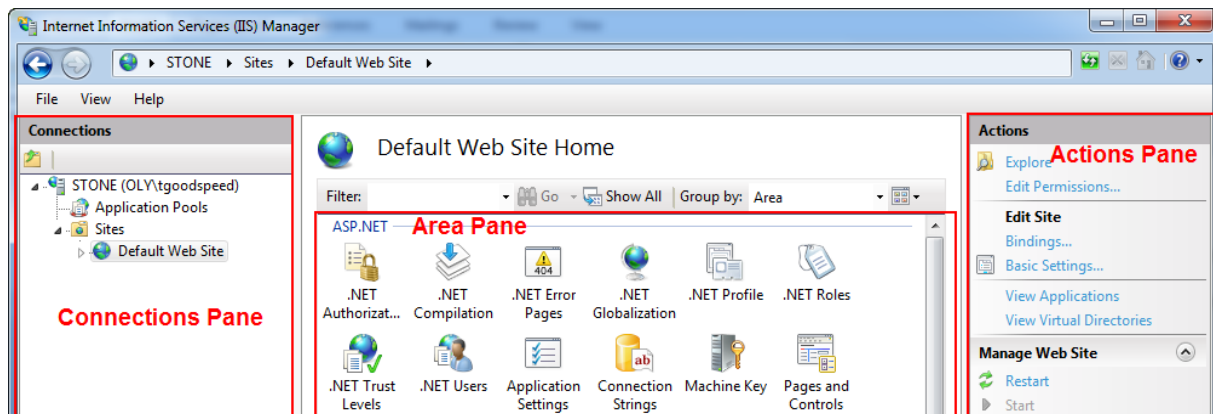 Internet Information Services (IIS) Manager
STONE Sites Default Web Site
File View Help
Connections
STONE (OLY\tgoodspeed)
Application Pools
Sites
Default Web Site
Connections Pane
Default Web Site Home
Filter: Go Show All Group by: Area
ASP.NET
Area Pane
.NET Authorizat...
.NET Compilation
404
.NET Error Pages
.NET Globalization
.NET Profile
.NET Roles
.NET Trust Levels
.NET Users
Application Settings
ab
Connection Strings
Machine Key
Pages and Controls
Actions
Explore
Actions Pane
Edit Permissions...
Edit Site
Bindings...
Basic Settings...
View Applications
View Virtual Directories
Manage Web Site
Restart
Start